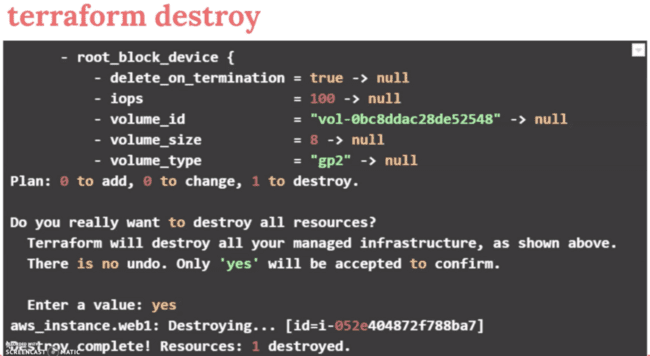 terraform destroy
- root_block_device {
- delete_on_termination = true -> null
- iops = 100 -> null
- volume_id = "vol-0bc8ddac28de52548" -> null
- volume_size = 8 -> null
- volume_type = "gp2" -> null
Plan: 0 to add, 0 to change, 1 to destroy.
Do you really want to destroy all resources?
Terraform will destroy all your managed infrastructure, as shown above.
There is no undo. Only 'yes' will be accepted to confirm.
Enter a value: yes
aws_instance.web1: Destroying... [id=i-052e404872f788ba7]
Destroy complete! Resources: 1 destroyed.
SCREENCAST MATIC